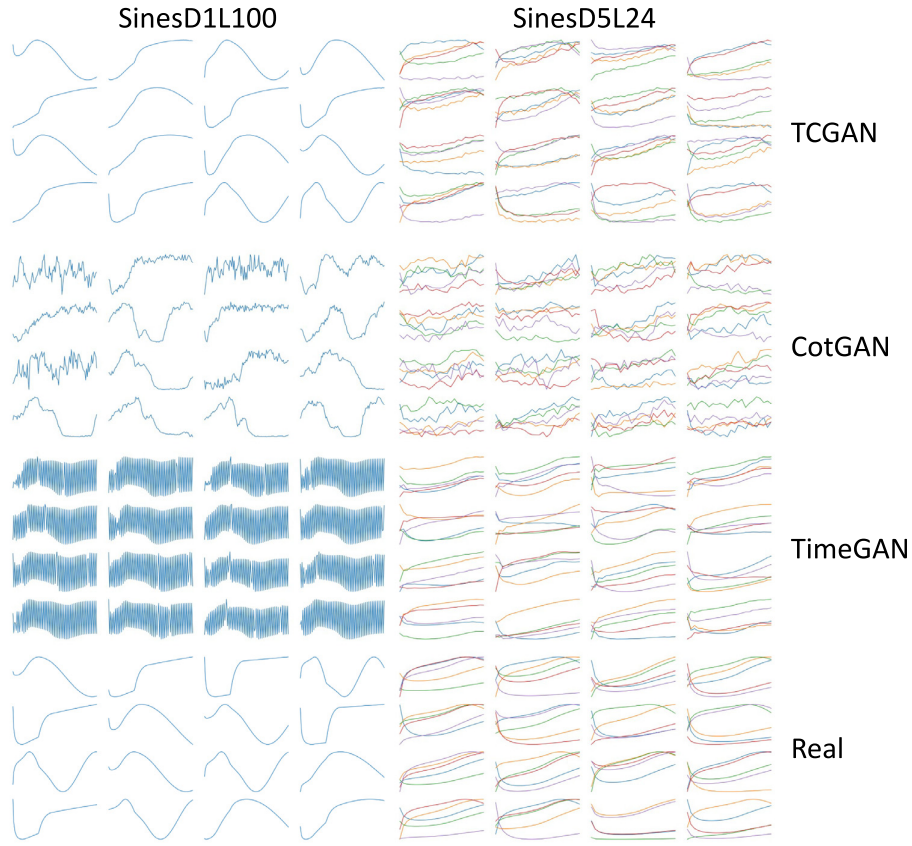 SinesD1L100
SinesD5L24
TCGAN
CotGAN
TimeGAN
Real